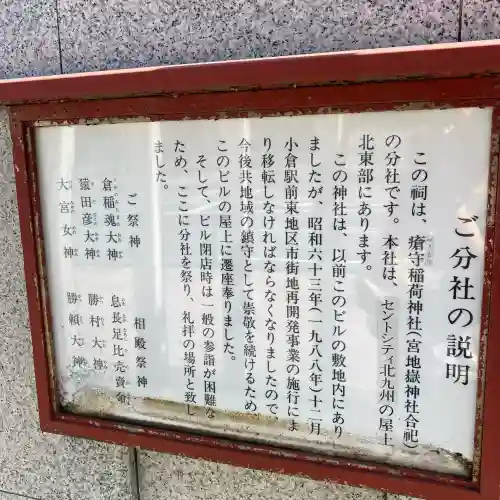 ご分社の説明
この祠は、瘡守稲荷神社（宮地嶽神社合祀）
の分社です。本社は、セントシティ北九州の屋上
北東部にあります。
この神社は、以前このビルの敷地内にあり
ましたが、昭和六十三年（一九八八年）十二月
小倉駅前東地区市街地再開発事業の施行によ
り移転しなければならなくなりましたので、
今後共地域の鎮守として崇敬を続けるため、
このビルの屋上に遷座奉りました。
そして、ビル閉店時は一般の参詣が困難な
ため、ここに分社を祭り、礼拝の場所と致し
ました。
ご祭神
倉稲魂大神
猿田彦大神
大宮女神
相殿祭神
息長足比売
勝村大神
勝頼大神